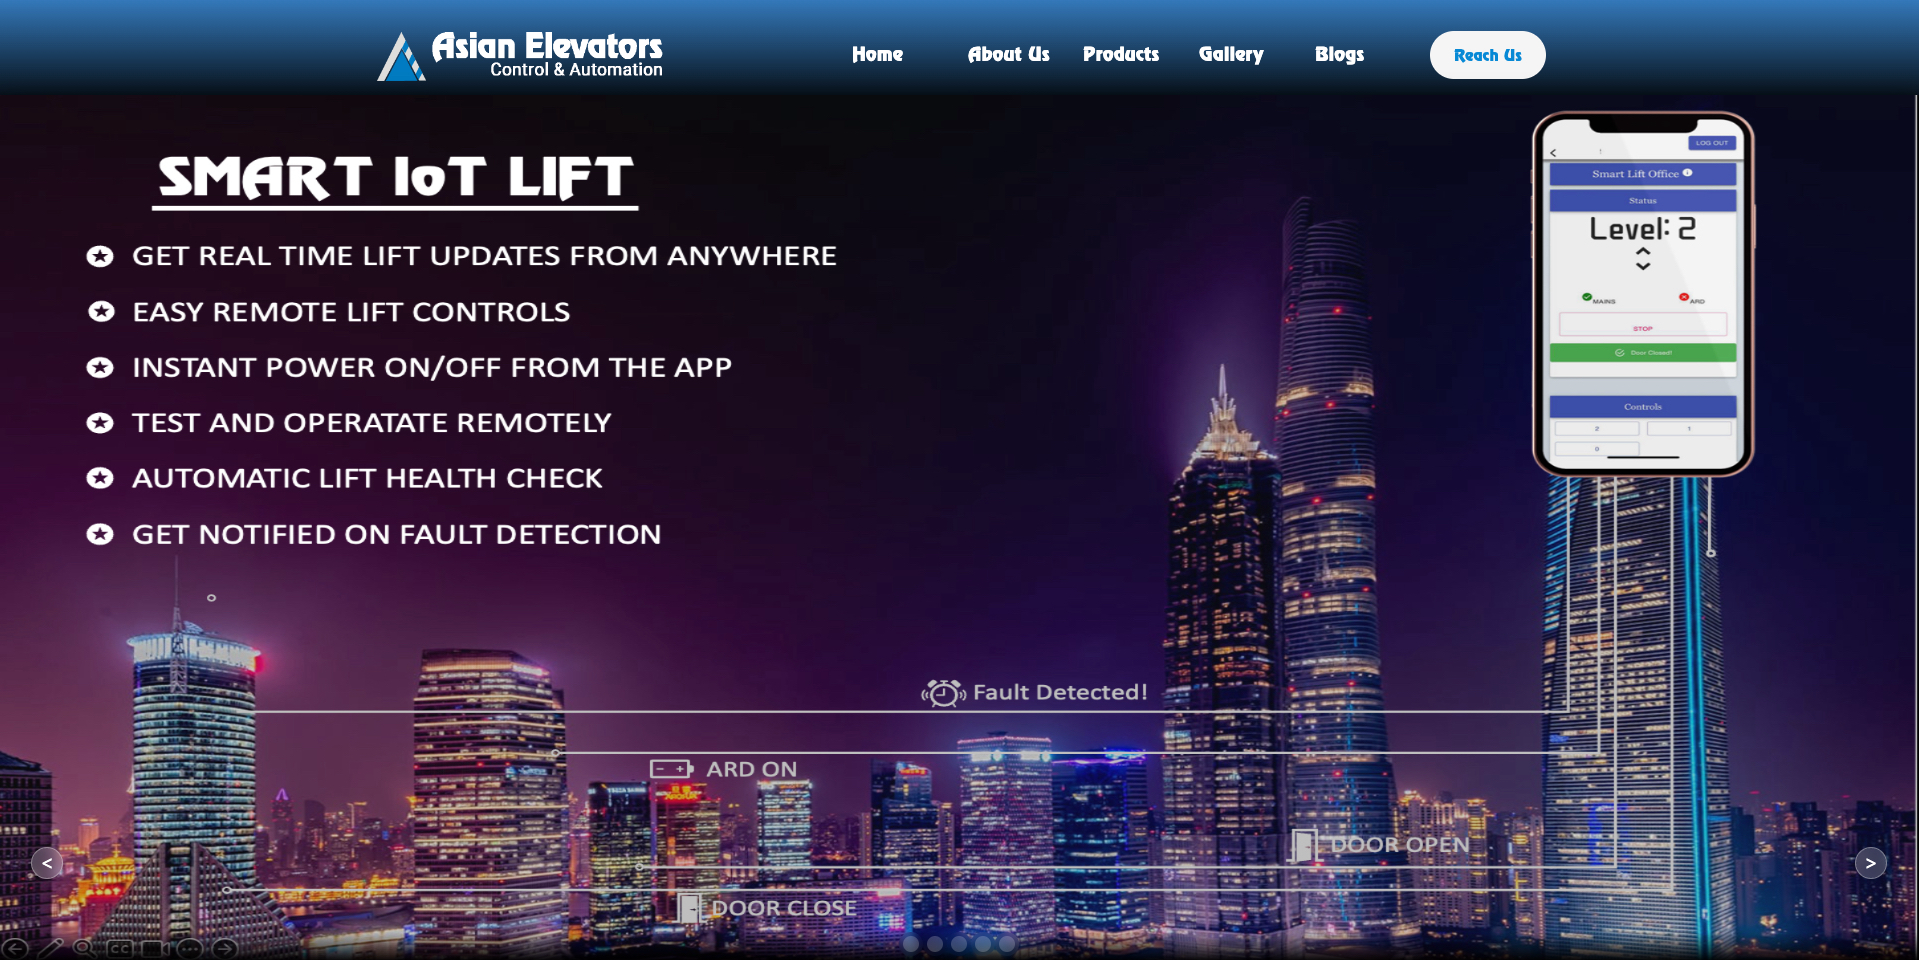 Asian Elevators
Control & Automation
Home
About Us
Products
Gallery
Blogs
Reach Us
SMART IoT LIFT
GET REAL TIME LIFT UPDATES FROM ANYWHERE
EASY REMOTE LIFT CONTROLS
INSTANT POWER ON/OFF FROM THE APP
TEST AND OPERATATE REMOTELY
AUTOMATIC LIFT HEALTH CHECK
GET NOTIFIED ON FAULT DETECTION
LOG OUT
<
Smart Lift Office
Status
Level: 2
MAINS
ARD
STOP
Door Closed!
Controls
2
1
0
Fault Detected!
ARD ON
DOOR OPEN
DOOR CLOSE
<
>
CC